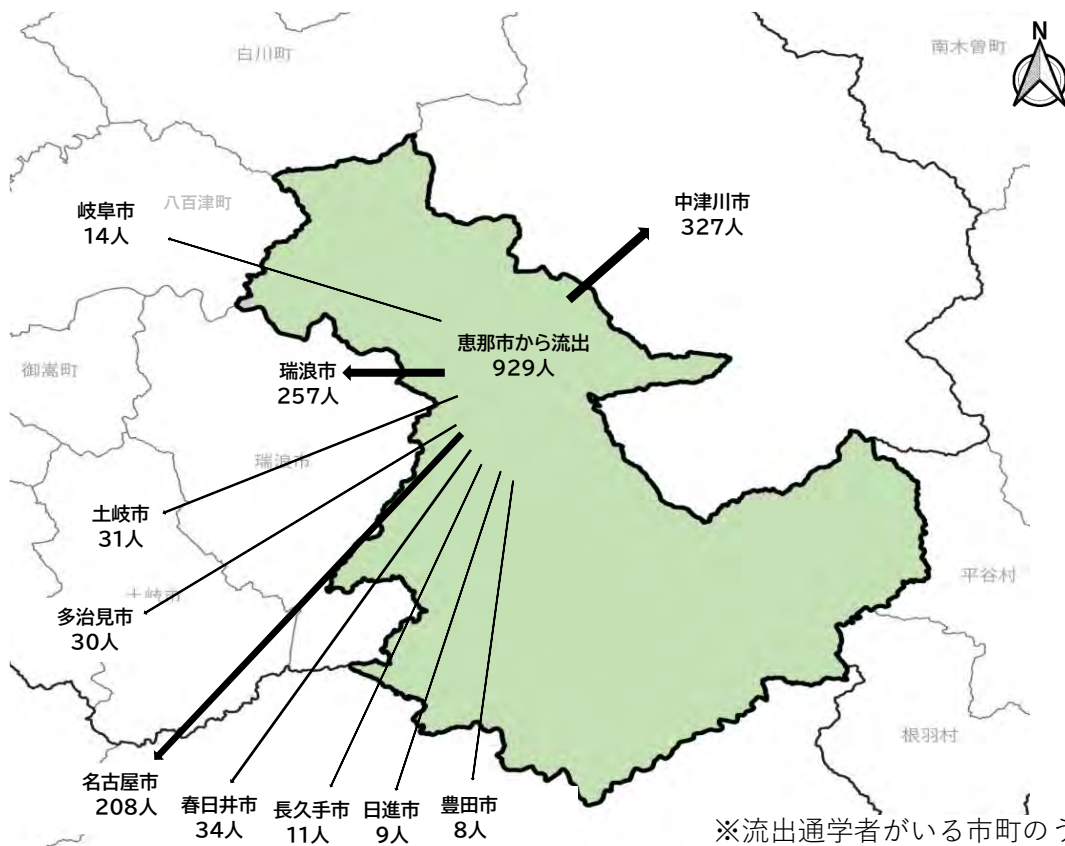 白川町
南木曽町
N
八百津町
岐阜市
14人
中津川市
327人
恵那市から流出
929人
御嵩町
瑞浪市
257人
瑞浪市
土岐市
31人
土岐市
平谷村
多治見市
30人
根羽村
名古屋市
208人
春日井市
34人
長久手市
11人
日進市
9人
豊田市
8人
※流出通学者がいる市町のう